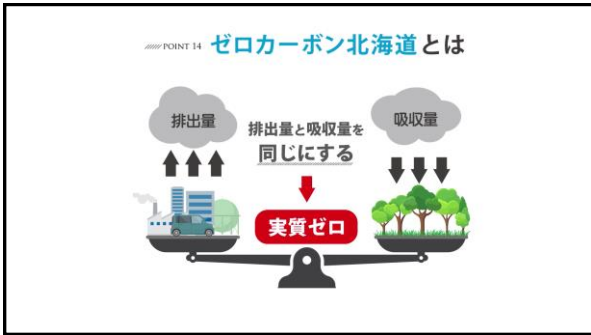 POINT 14 ゼロカーボン北海道とは
排出量
排出量と吸収量を
同じにする
吸収量
実質ゼロ